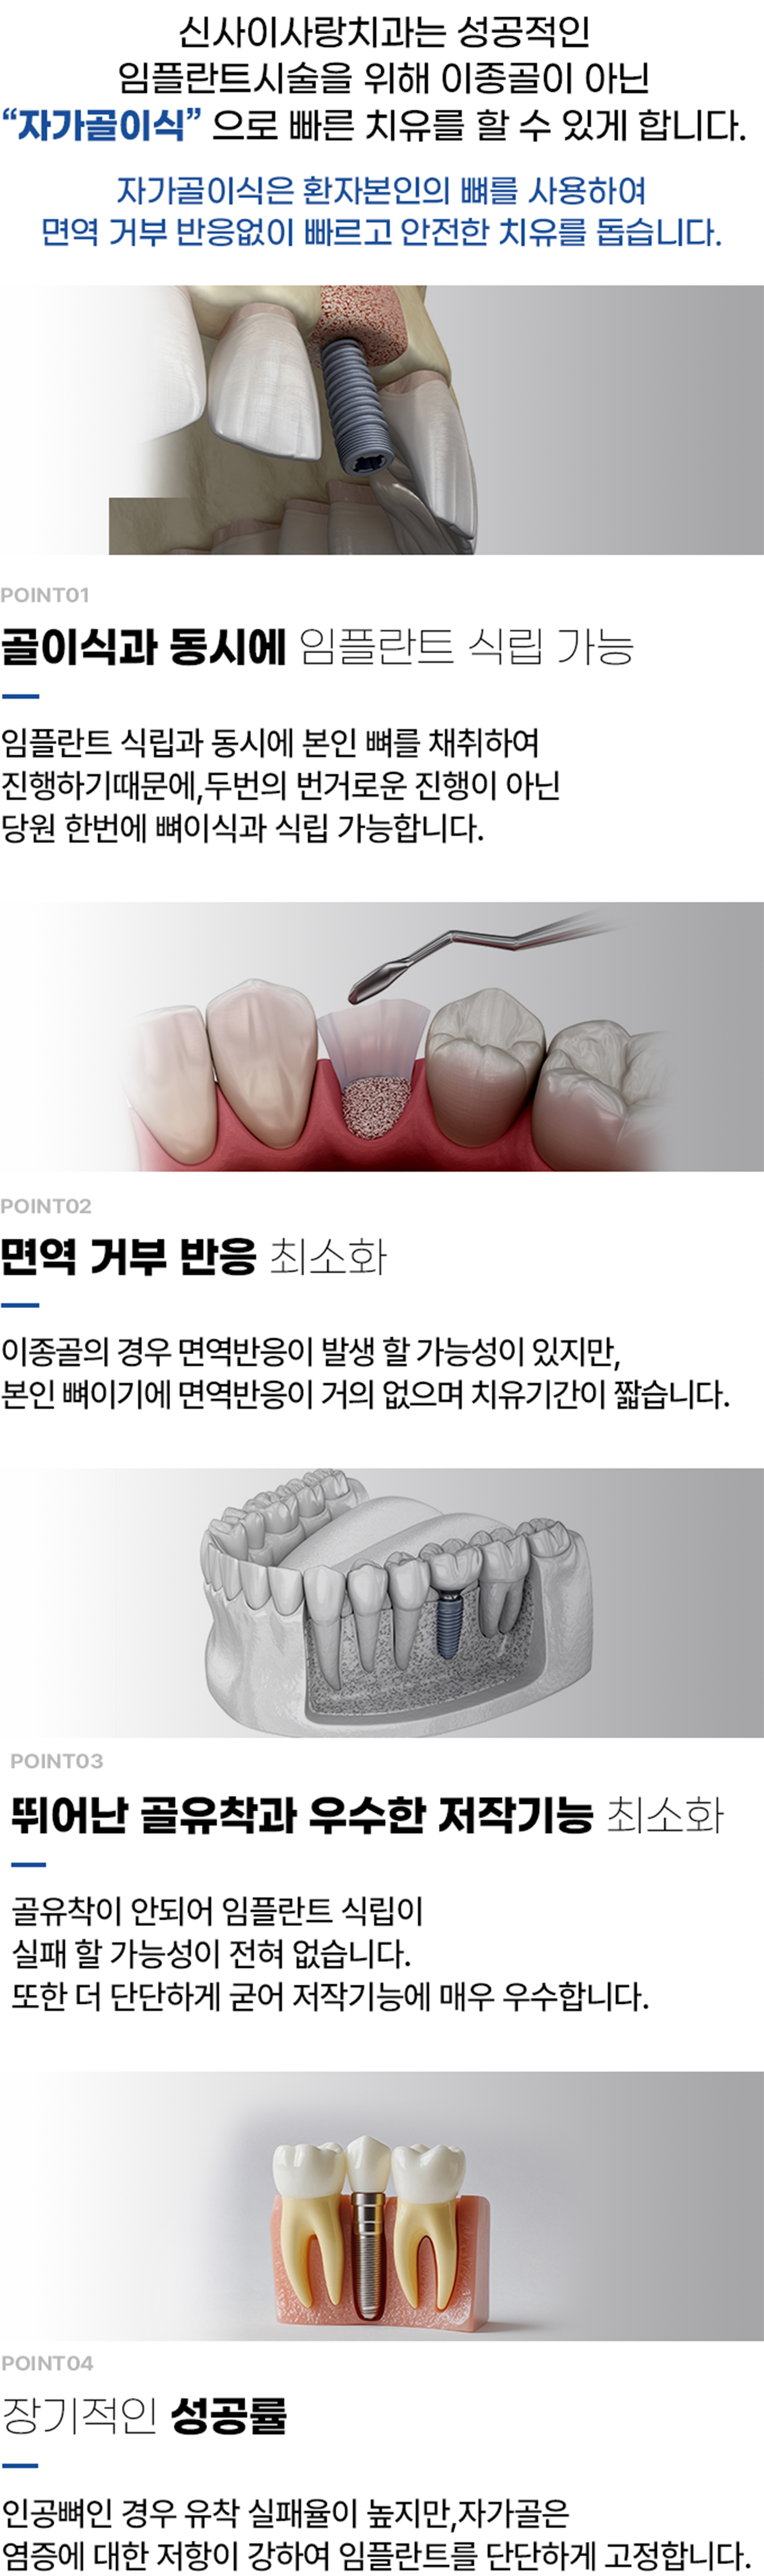 신사이사랑치과는 성공적인
임플란트시술을 위해 이종골이 아닌
“자가골이식” 으로 빠른 치유를 할 수 있게 합니다.
자가골이식은 환자본인의 뼈를 사용하여
면역 거부 반응없이 빠르고 안전한 치유를 돕습니다.
POINT01
골이식과 동시에 임플란트 식립 가능
임플란트 식립과 동시에 본인 뼈를 채취하여
진행하기때문에,두번의 번거로운 진행이 아닌
당원 한번에 뼈이식과 식립 가능합니다.
POINT02
면역 거부 반응 최소화
이종골의 경우 면역반응이 발생 할 가능성이 있지만,
본인 뼈이기에 면역반응이 거의 없으며 치유기간이 짧습니다.
POINT03
뛰어난 골유착과 우수한 저작기능 최소화
골유착이 안되어 임플란트 식립이
실패 할 가능성이 전혀 없습니다.
또한 더 단단하게 굳어 저작기능에 매우 우수합니다.
POINT04
장기적인 성공률
인공뼈인 경우 유착 실패율이 높지만,자가골은
염증에 대한 저항이 강하여 임플란트를 단단하게 고정합니다.